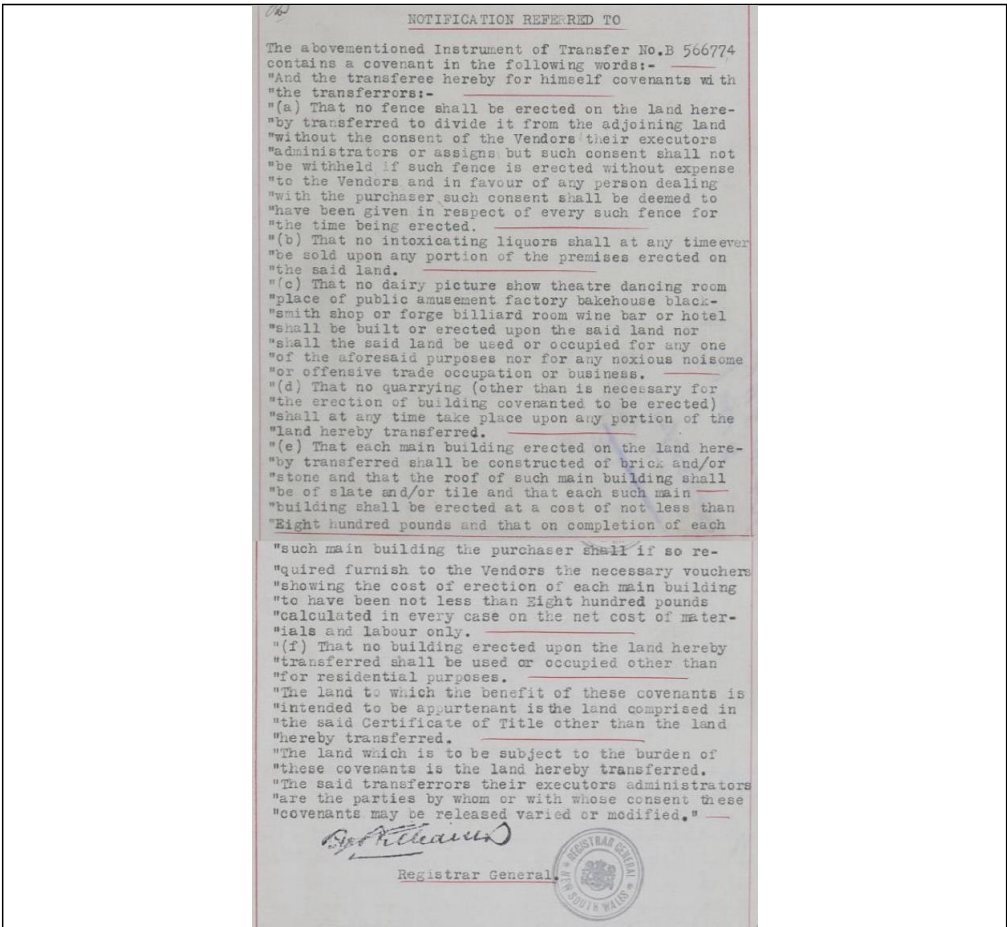 NOTIFICATION REFERRED TO
The abovementioned Instrument of Transfer No.B 566774
contains a covenant in the following words:-
"And the transferee hereby for himself covenants with
"the transferrors:-
"(a) That no fence shall be erected on the land here-
"by transferred to divide it from the adjoining land
"without the consent of the Vendors their executors
"administrators or assigns but such consent shall not
"be withheld if such fence is erected without expense
"to the Vendors and in favour of any person dealing
"with the purchaser such consent shall be deemed to
"have been given in respect of every such fence for
"the time being erected.
"(b) That no intoxicating liquors shall at any timeever
"be sold upon any portion of the premises erected on
"the said land.
"(c) That no dairy picture show theatre dancing room
"place of public amusement factory bakehouse black-
"smith shop or forge billiard room wine bar or hotel
"shall be built or erected upon the said land nor
"shall the said land be used or occupied for any one
"of the aforesaid purposes nor for any noxious noisome
"or offensive trade occupation or business.
"(d) That no quarrying (other than is necessary for
"the erection of building covenanted to be erected)
"shall at any time take place upon any portion of the
"land hereby transferred.
"(e) That each main building erected on the land here-
"by transferred shall be constructed of brick and/or
"stone and that the roof of such main building shall
"be of slate and/or tile and that each such main
"building shall be erected at a cost of not less than
"Eight hundred pounds and that on completion of each
"such main building the purchaser shall if so re-
"quired furnish to the Vendors the necessary vouchers
"showing the cost of erection of each main building
"to have been not less than Eight hundred pounds
"calculated in every case on the net cost of mater-
"ials and labour only.
"(f) That no building erected upon the land hereby
"transferred shall be used or occupied other than
"for residential purposes.
"The land to which the benefit of these covenants is
"intended to be appurtenant is the land comprised in
"the said Certificate of Title other than the land
"hereby transferred.
"The land which is to be subject to the burden of
"these covenants is the land hereby transferred.
"The said transferrors their executors administrators
"are the parties by whom or with whose consent these
"covenants may be released varied or modified."
Registrar General.
REGISTRAR GENERAL
NEW SOUTH WALES